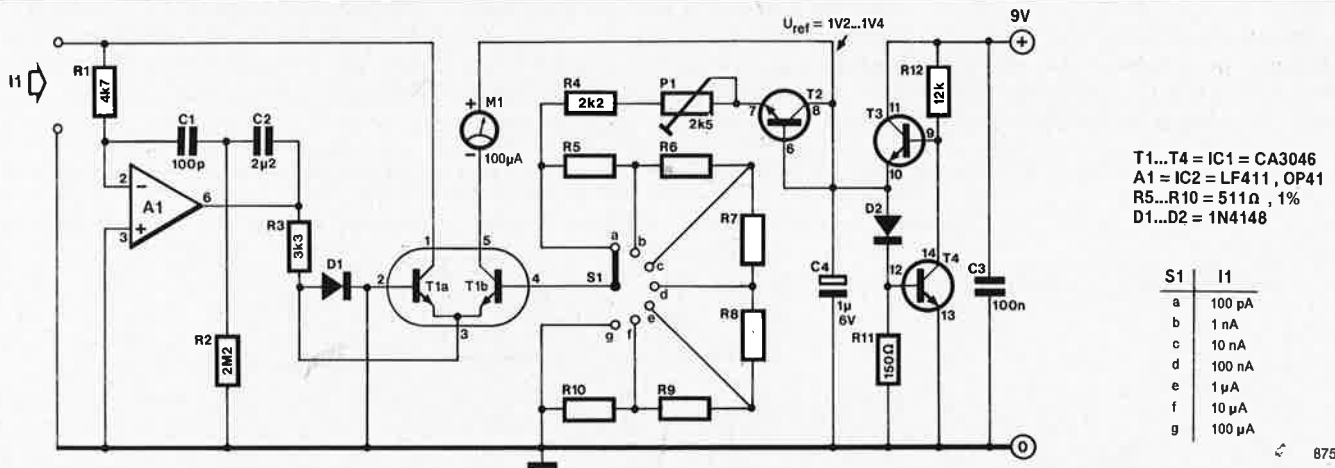 U_ref = 1V2...1V4
9V
+
I1
R1
4k7
C1
100p
C2
2µ2
2
3
6
A1
R3
3k3
D1
R2
2M2
1
5
2
T1a
T1b
4
3
+
M1
-
100µA
R4
2k2
P1
2k5
R5
R6
7
T2
8
6
a
b
c
d
e
f
g
S1
R7
R8
R10
R9
C4
1µ
6V
T3
11
9
10
R12
12k
D2
12
14
T4
13
R11
150Ω
C3
100n
0
T1...T4 = IC1 = CA3046
A1 = IC2 = LF411 , OP41
R5...R10 = 511Ω , 1%
D1...D2 = 1N4148
S1 I1
a 100 pA
b 1 nA
c 10 nA
d 100 nA
e 1 µA
f 10 µA
g 100 µA
875